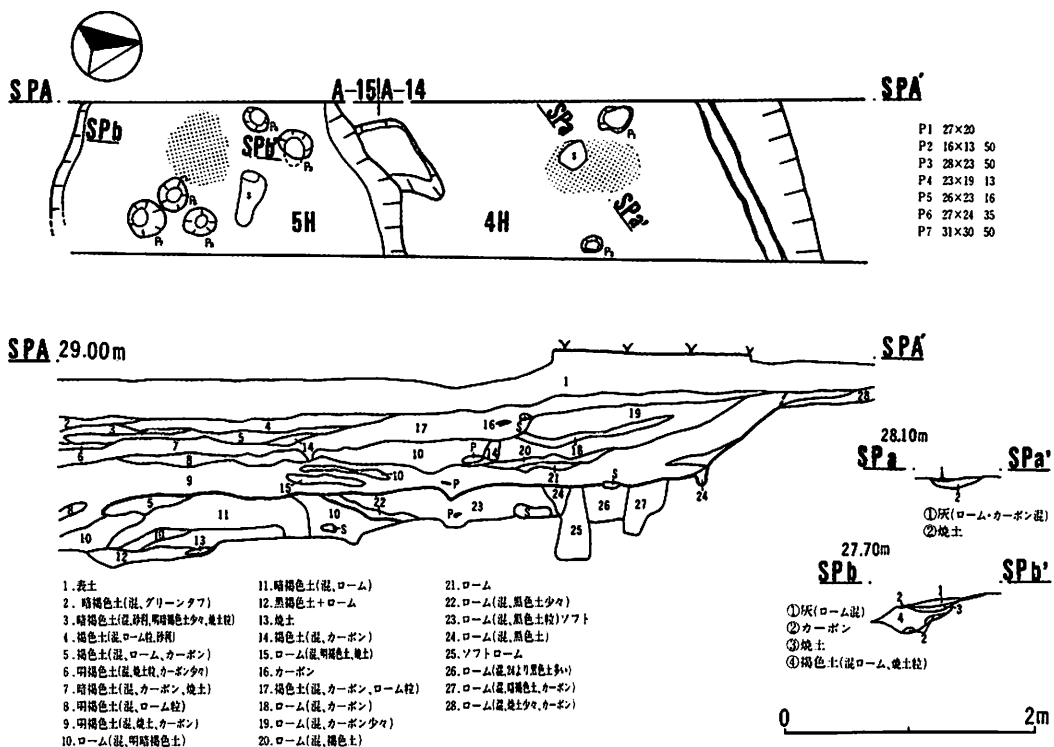 SPA
A-15 A-14
SPA'
SPb
SPb'
SPa
SPa'
5H
4H
S
S
P1 27×20
P2 16×13 50
P3 28×23 50
P4 23×19 13
P5 26×23 16
P6 27×24 35
P7 31×30 50
SPA 29.00m
SPA'
28.10m
SPa
SPa'
①灰(ローム・カーボン混)
②焼土
27.70m
SPb
SPb'
①灰(ローム混)
②カーボン
③焼土
④褐色土(混ローム、焼土粒)
1.表土
2.暗褐色土(混、グリーンタフ)
3.暗褐色土(混、砂利、明暗褐色土少々、焼土粒)
4.褐色土(混、ローム粒、砂利)
5.褐色土(混、ローム、カーボン)
6.明褐色土(混、焼土粒、カーボン少々)
7.暗褐色土(混、カーボン、焼土)
8.明褐色土(混、ローム粒)
9.明褐色土(混、焼土、カーボン)
10.ローム(混、明暗褐色土)
11.暗褐色土(混、ローム)
12.黒褐色土+ローム
13.焼土
14.褐色土(混、カーボン)
15.ローム(混、明褐色土、焼土)
16.カーボン
17.褐色土(混、カーボン、ローム粒)
18.ローム(混、カーボン)
19.ローム(混、カーボン少々)
20.ローム(混、褐色土)
21.ローム
22.ローム(混、黒色土少々)
23.ローム(混、黒色土粒)ソフト
24.ローム(混、黒色土)
25.ソフトローム
26.ローム(混、24より黒色土多い)
27.ローム(混、暗褐色土、カーボン)
28.ローム(混、焼土少々、カーボン)
0 2m